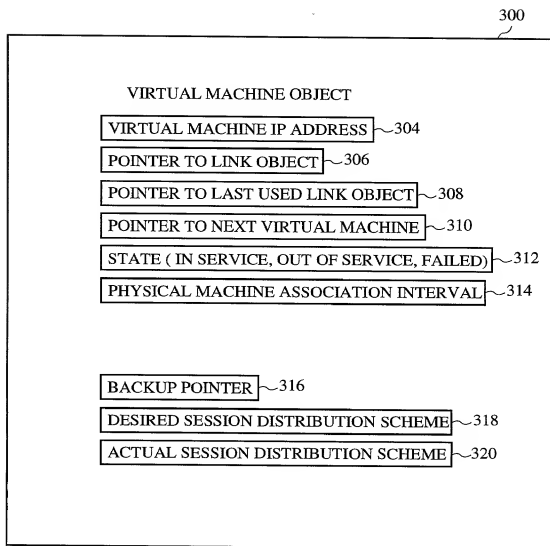 300
VIRTUAL MACHINE OBJECT
VIRTUAL MACHINE IP ADDRESS 304
POINTER TO LINK OBJECT 306
POINTER TO LAST USED LINK OBJECT 308
POINTER TO NEXT VIRTUAL MACHINE 310
STATE ( IN SERVICE, OUT OF SERVICE, FAILED) 312
PHYSICAL MACHINE ASSOCIATION INTERVAL 314
BACKUP POINTER 316
DESIRED SESSION DISTRIBUTION SCHEME 318
ACTUAL SESSION DISTRIBUTION SCHEME 320